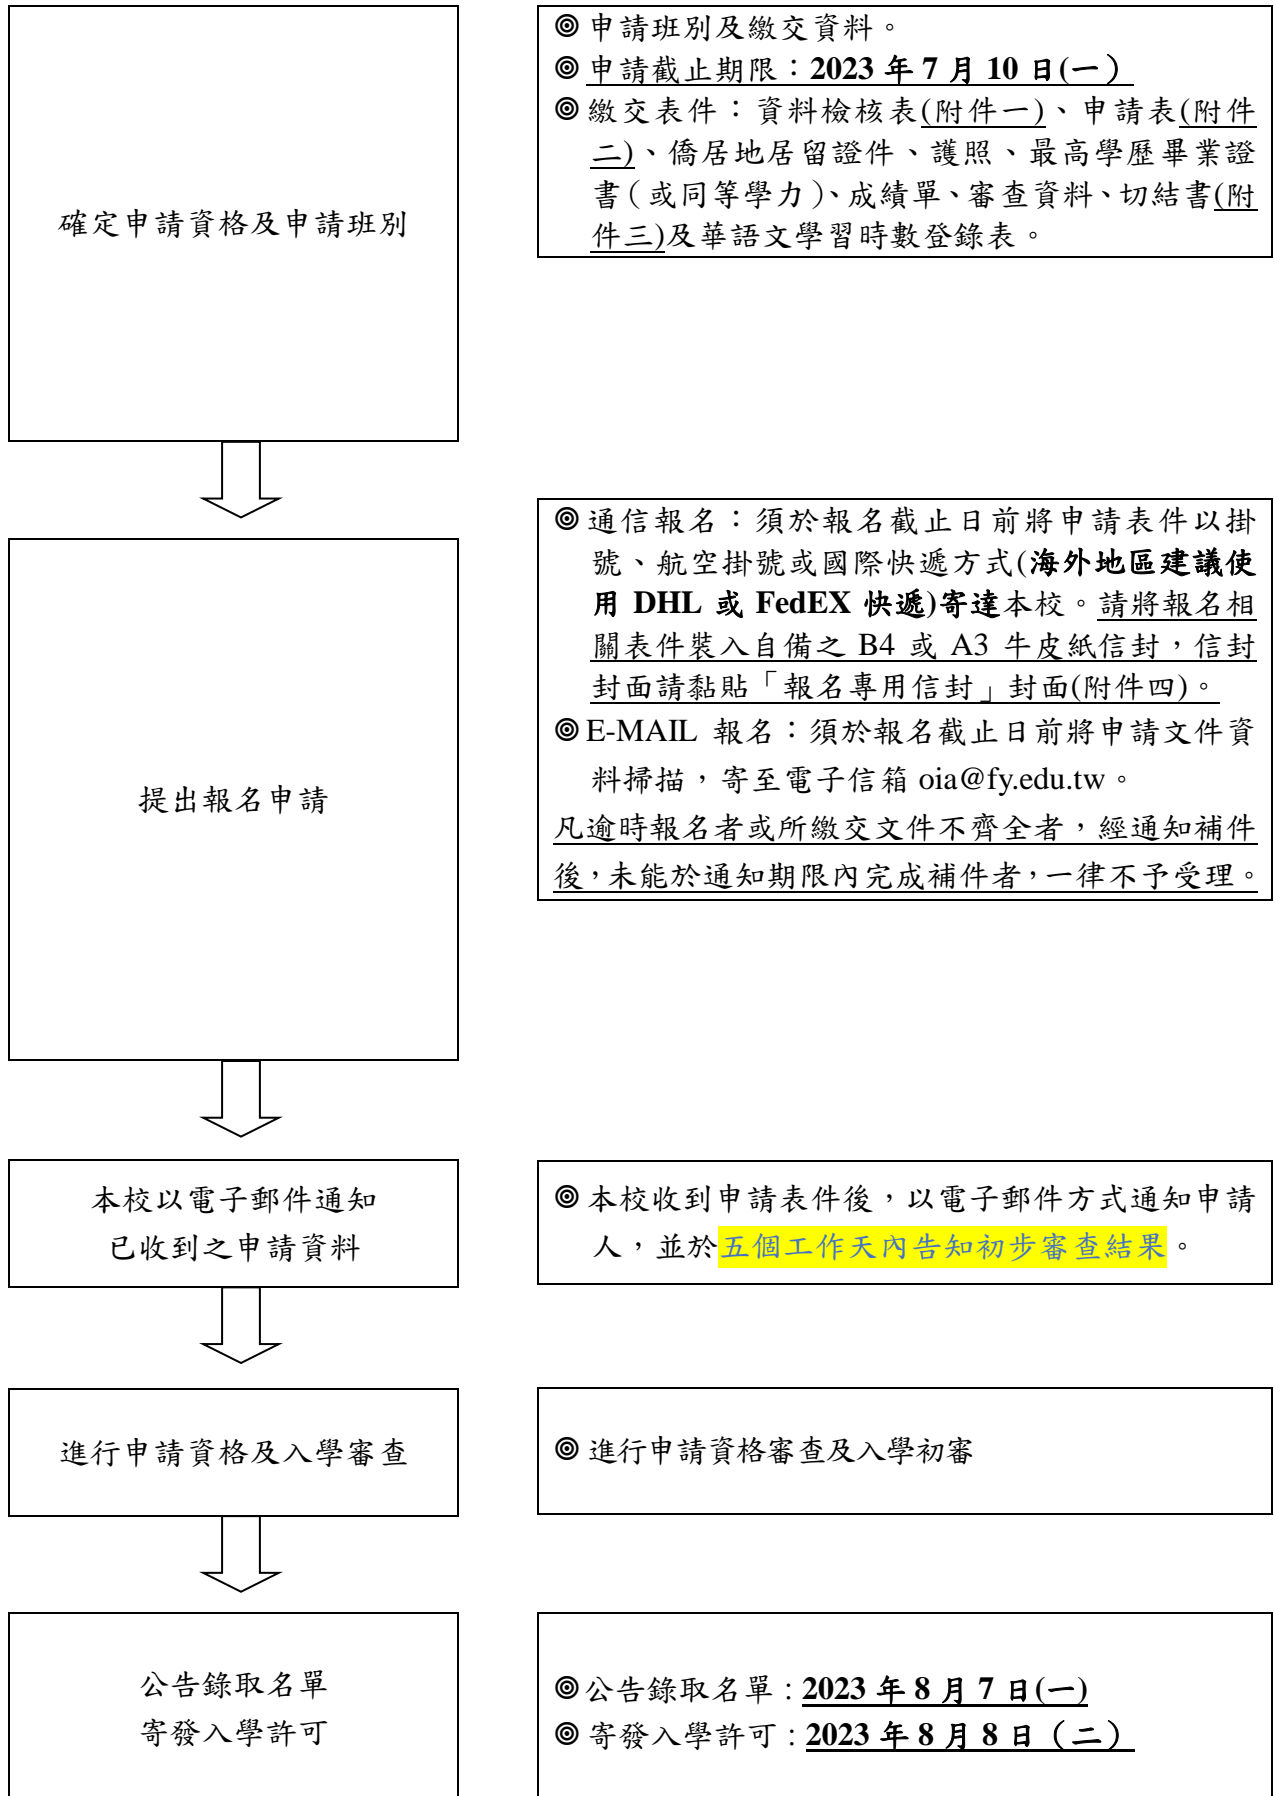 確定申請資格及申請班別
◎ 申請班別及繳交資料。
◎ 申請截止期限：2023 年 7 月 10 日(一）
◎ 繳交表件：資料檢核表(附件一)、申請表(附件
二)、僑居地居留證件、護照、最高學歷畢業證
書（或同等學力）、成績單、審查資料、切結書(附
件三)及華語文學習時數登錄表。
提出報名申請
◎ 通信報名：須於報名截止日前將申請表件以掛
號、航空掛號或國際快遞方式(海外地區建議使
用 DHL 或 FedEX 快遞)寄達本校。請將報名相
關表件裝入自備之 B4 或 A3 牛皮紙信封，信封
封面請黏貼「報名專用信封」封面(附件四)。
◎ E-MAIL 報名：須於報名截止日前將申請文件資
料掃描，寄至電子信箱 oia@fy.edu.tw。
凡逾時報名者或所繳交文件不齊全者，經通知補件
後，未能於通知期限內完成補件者，一律不予受理。
本校以電子郵件通知
已收到之申請資料
◎ 本校收到申請表件後，以電子郵件方式通知申請
人，並於五個工作天內告知初步審查結果。
進行申請資格及入學審查
◎ 進行申請資格審查及入學初審
公告錄取名單
寄發入學許可
◎公告錄取名單 : 2023 年 8 月 7 日(一)
◎ 寄發入學許可 : 2023 年 8 月 8 日（二）